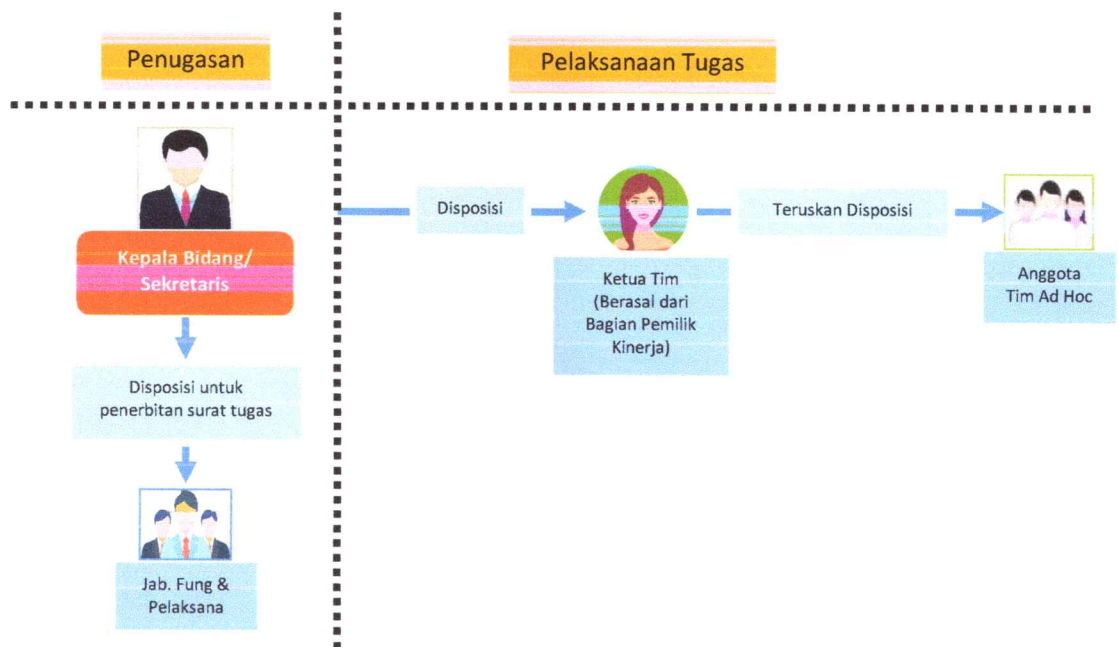 Penugasan
Pelaksanaan Tugas
Kepala Bidang/
Sekretaris
Disposisi untuk
penerbitan surat tugas
Jab. Fung &
Pelaksana
Disposisi
Ketua Tim
(Berasal dari
Bagian Pemilik
Kinerja)
Teruskan Disposisi
Anggota
Tim Ad Hoc